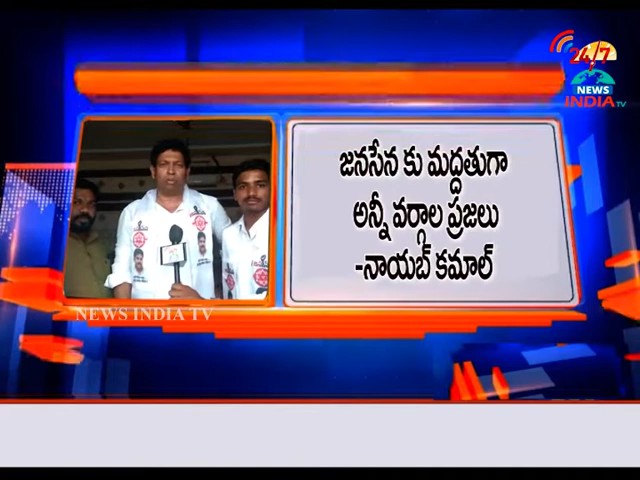 24/7
NEWS
INDIA TV
జనసేన కు మద్దతుగా
అన్నీ వర్గాల ప్రజలు
-నాయబ్ కమాల్
NEWS INDIA TV